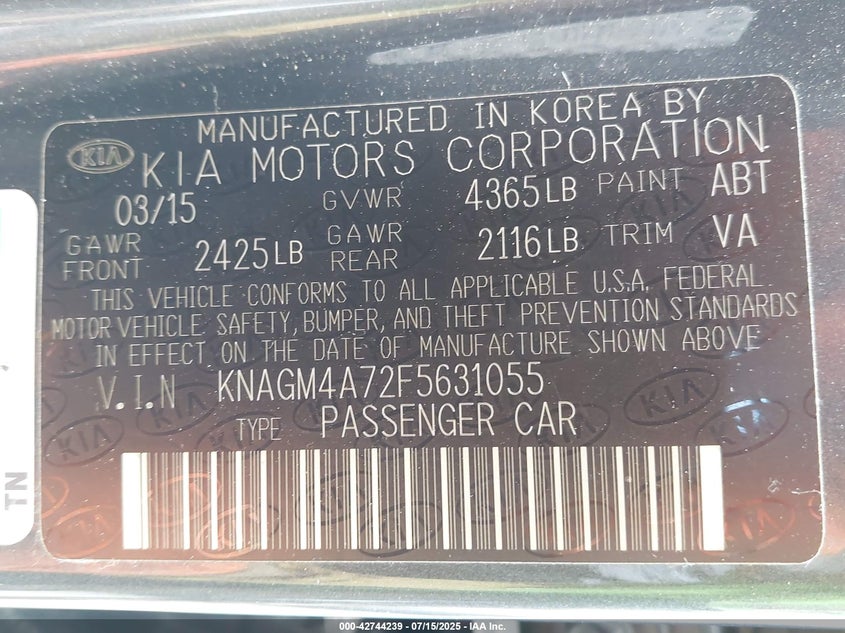 MANUFACTURED IN KOREA BY
KIA KIA MOTORS CORPORATION
03/15 GVWR 4365LB PAINT ABT
GAWR FRONT 2425LB GAWR REAR 2116LB TRIM VA
THIS VEHICLE CONFORMS TO ALL APPLICABLE U.S.A. FEDERAL
MOTOR VEHICLE SAFETY, BUMPER, AND THEFT PREVENTION STANDARDS
IN EFFECT ON THE DATE OF MANUFACTURE SHOWN ABOVE
V.I.N KNAGM4A72F5631055
TYPE PASSENGER CAR
TN
000-42744239 - 07/15/2025 - IAA Inc.